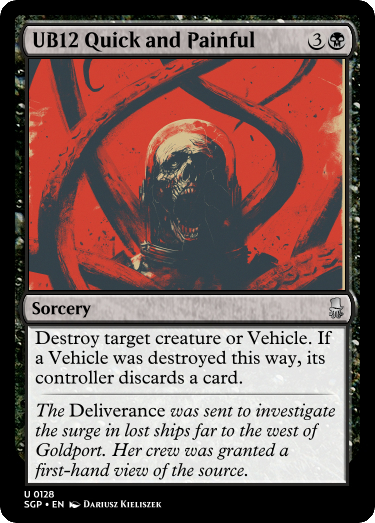 UB12 Quick and Painful 3
Sorcery
Destroy target creature or Vehicle. If
a Vehicle was destroyed this way, its
controller discards a card.
The Deliverance was sent to investigate
the surge in lost ships far to the west of
Goldport. Her crew was granted a
first-hand view of the source.
U 0128
SGP • EN Dariusz Kieliszek